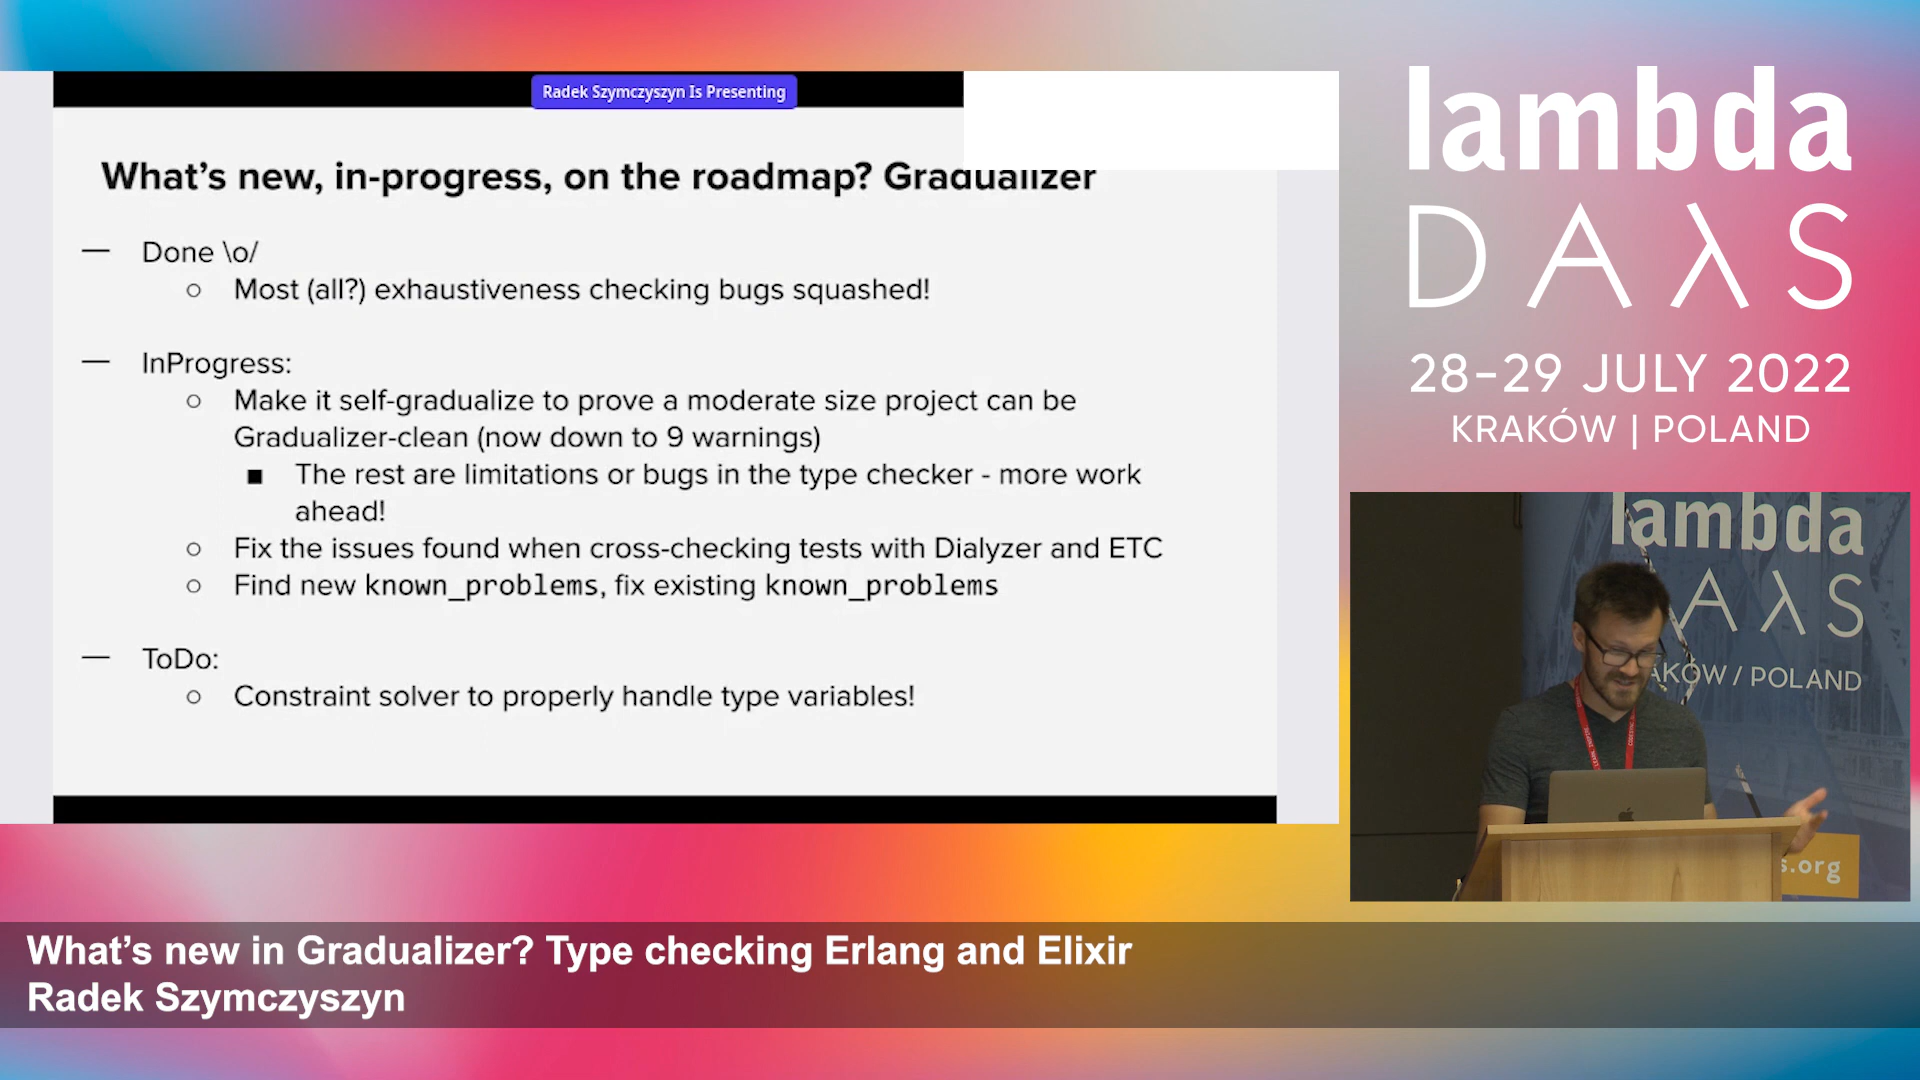 Radek Szymczyszyn Is Presenting
What's new, in-progress, on the roadmap? Gradualizer
— Done \o/
○ Most (all?) exhaustiveness checking bugs squashed!
— InProgress:
○ Make it self-gradualize to prove a moderate size project can be
Gradualizer-clean (now down to 9 warnings)
■ The rest are limitations or bugs in the type checker - more work
ahead!
○ Fix the issues found when cross-checking tests with Dialyzer and ETC
○ Find new known_problems, fix existing known_problems
— ToDo:
○ Constraint solver to properly handle type variables!
lambda
DAλS
28-29 JULY 2022
KRAKÓW | POLAND
lambda
AλS
AKÓW / POLAND
s.org
What's new in Gradualizer? Type checking Erlang and Elixir
Radek Szymczyszyn